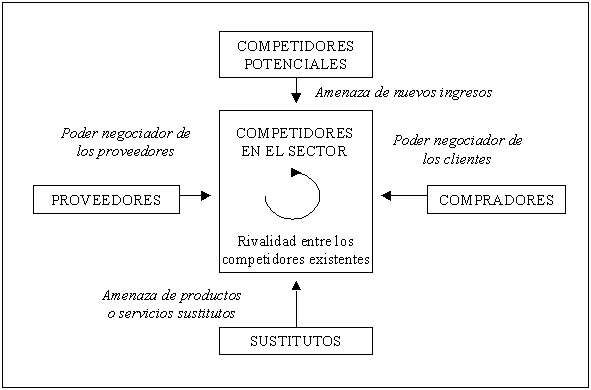 COMPETIDORES
POTENCIALES
Amenaza de nuevos ingresos
Poder negociador de
los proveedores
COMPETIDORES
EN EL SECTOR
Poder negociador de
los clientes
PROVEEDORES
COMPRADORES
Rivalidad entre los
competidores existentes
Amenaza de productos
o servicios sustitutos
SUSTITUTOS